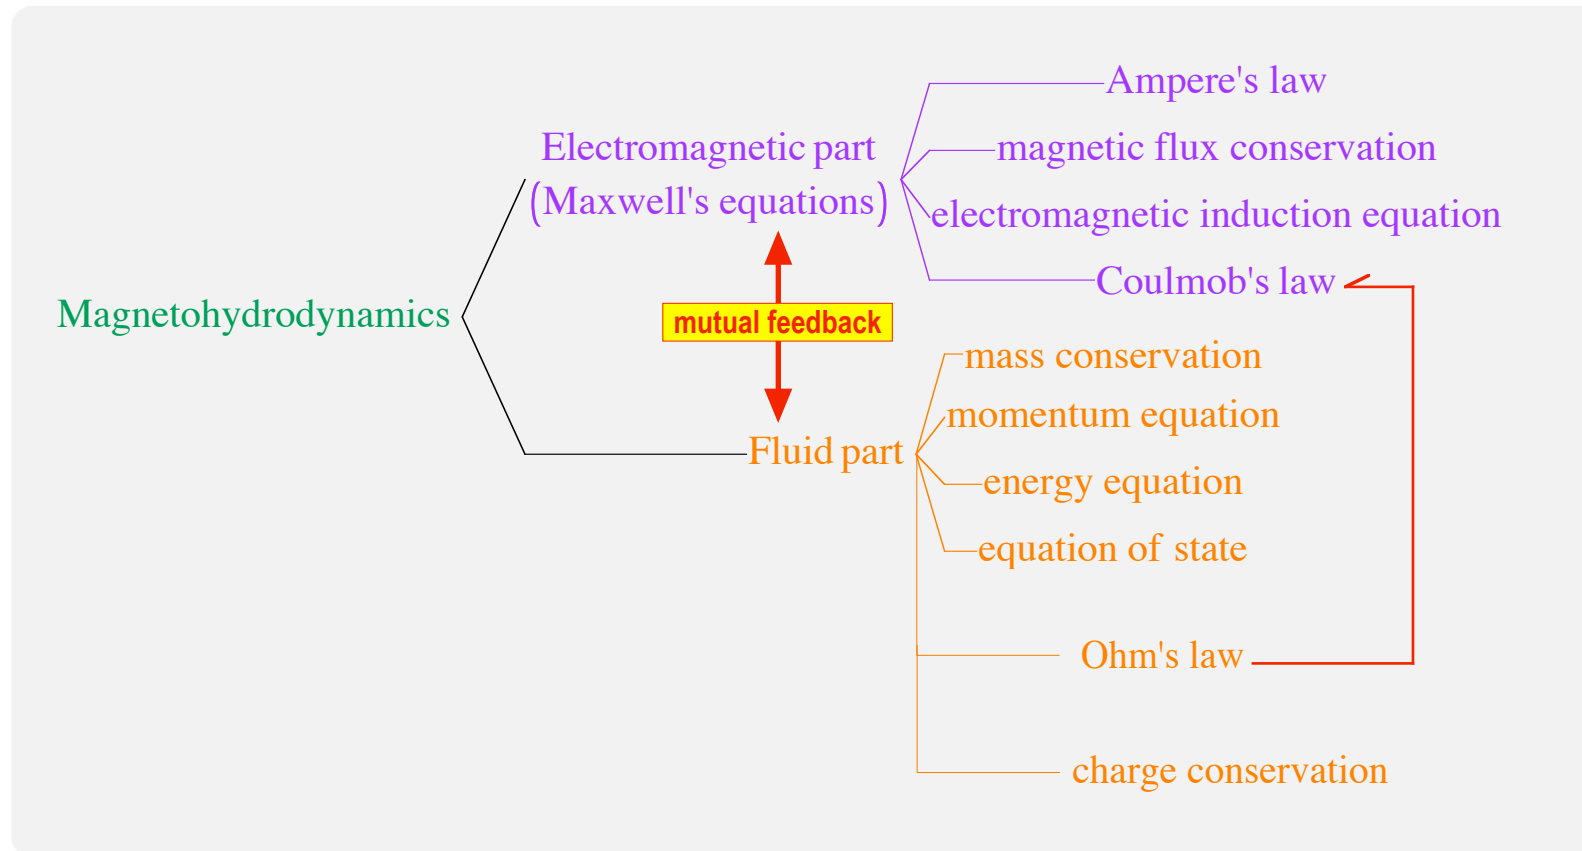 Magnetohydrodynamics
Electromagnetic part
(Maxwell's equations)
Ampere's law
magnetic flux conservation
electromagnetic induction equation
Coulmob's law
mutual feedback
Fluid part
mass conservation
momentum equation
energy equation
equation of state
Ohm's law
charge conservation